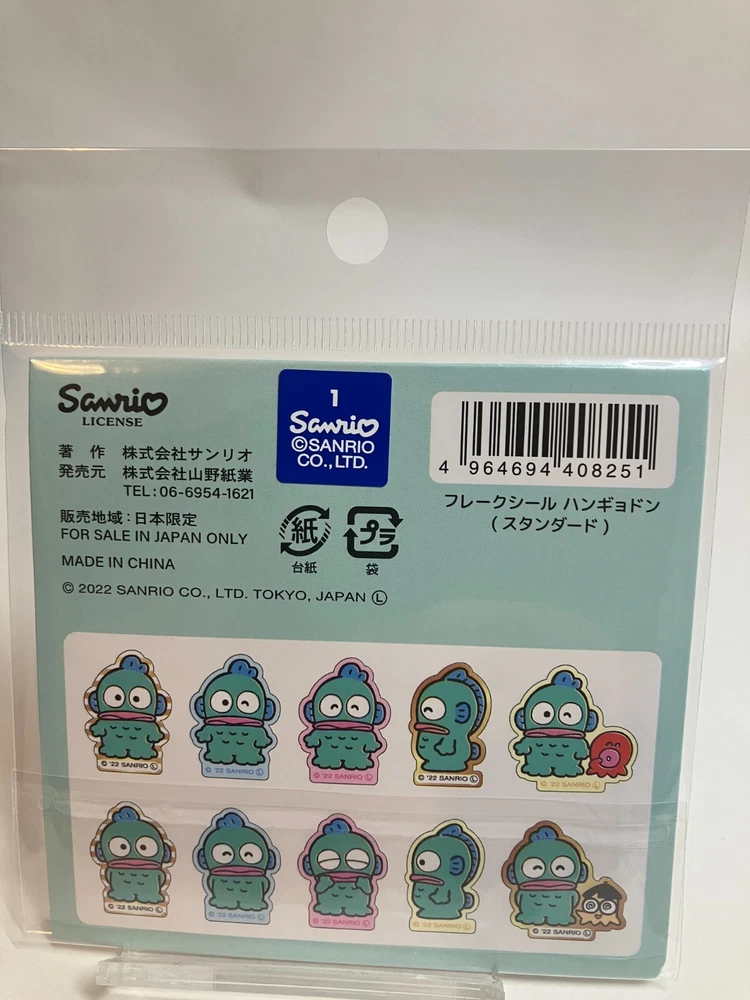 Sanrio
LICENSE
著 作 株式会社サンリオ
発売元 株式会社山野紙業
TEL:06-6954-1621
販売地域:日本限定
FOR SALE IN JAPAN ONLY
MADE IN CHINA
© 2022 SANRIO CO., LTD. TOKYO, JAPAN Ⓛ
1
Sanrio
©SANRIO
CO.,LTD.
紙
台紙
プラ
袋
4 964694 408251
フレークシール ハンギョドン
(スタンダード)
© '22 SANRIO Ⓛ
© '22 SANRIO Ⓛ
© '22 SANRIO Ⓛ
© '22 SANRIO Ⓛ
© '22 SANRIO Ⓛ
© '22 SANRIO Ⓛ
© '22 SANRIO Ⓛ
© '22 SANRIO Ⓛ
© '22 SANRIO Ⓛ
© '22 SANRIO Ⓛ